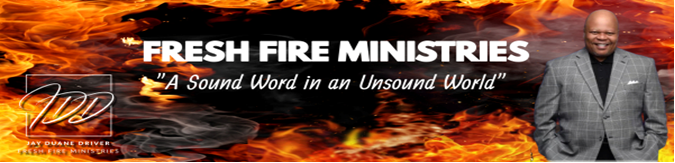 FRESH FIRE MINISTRIES
"A Sound Word in an Unsound World"
JDD
JAY DUANE DRIVER
FRESH FIRE MINISTRIES